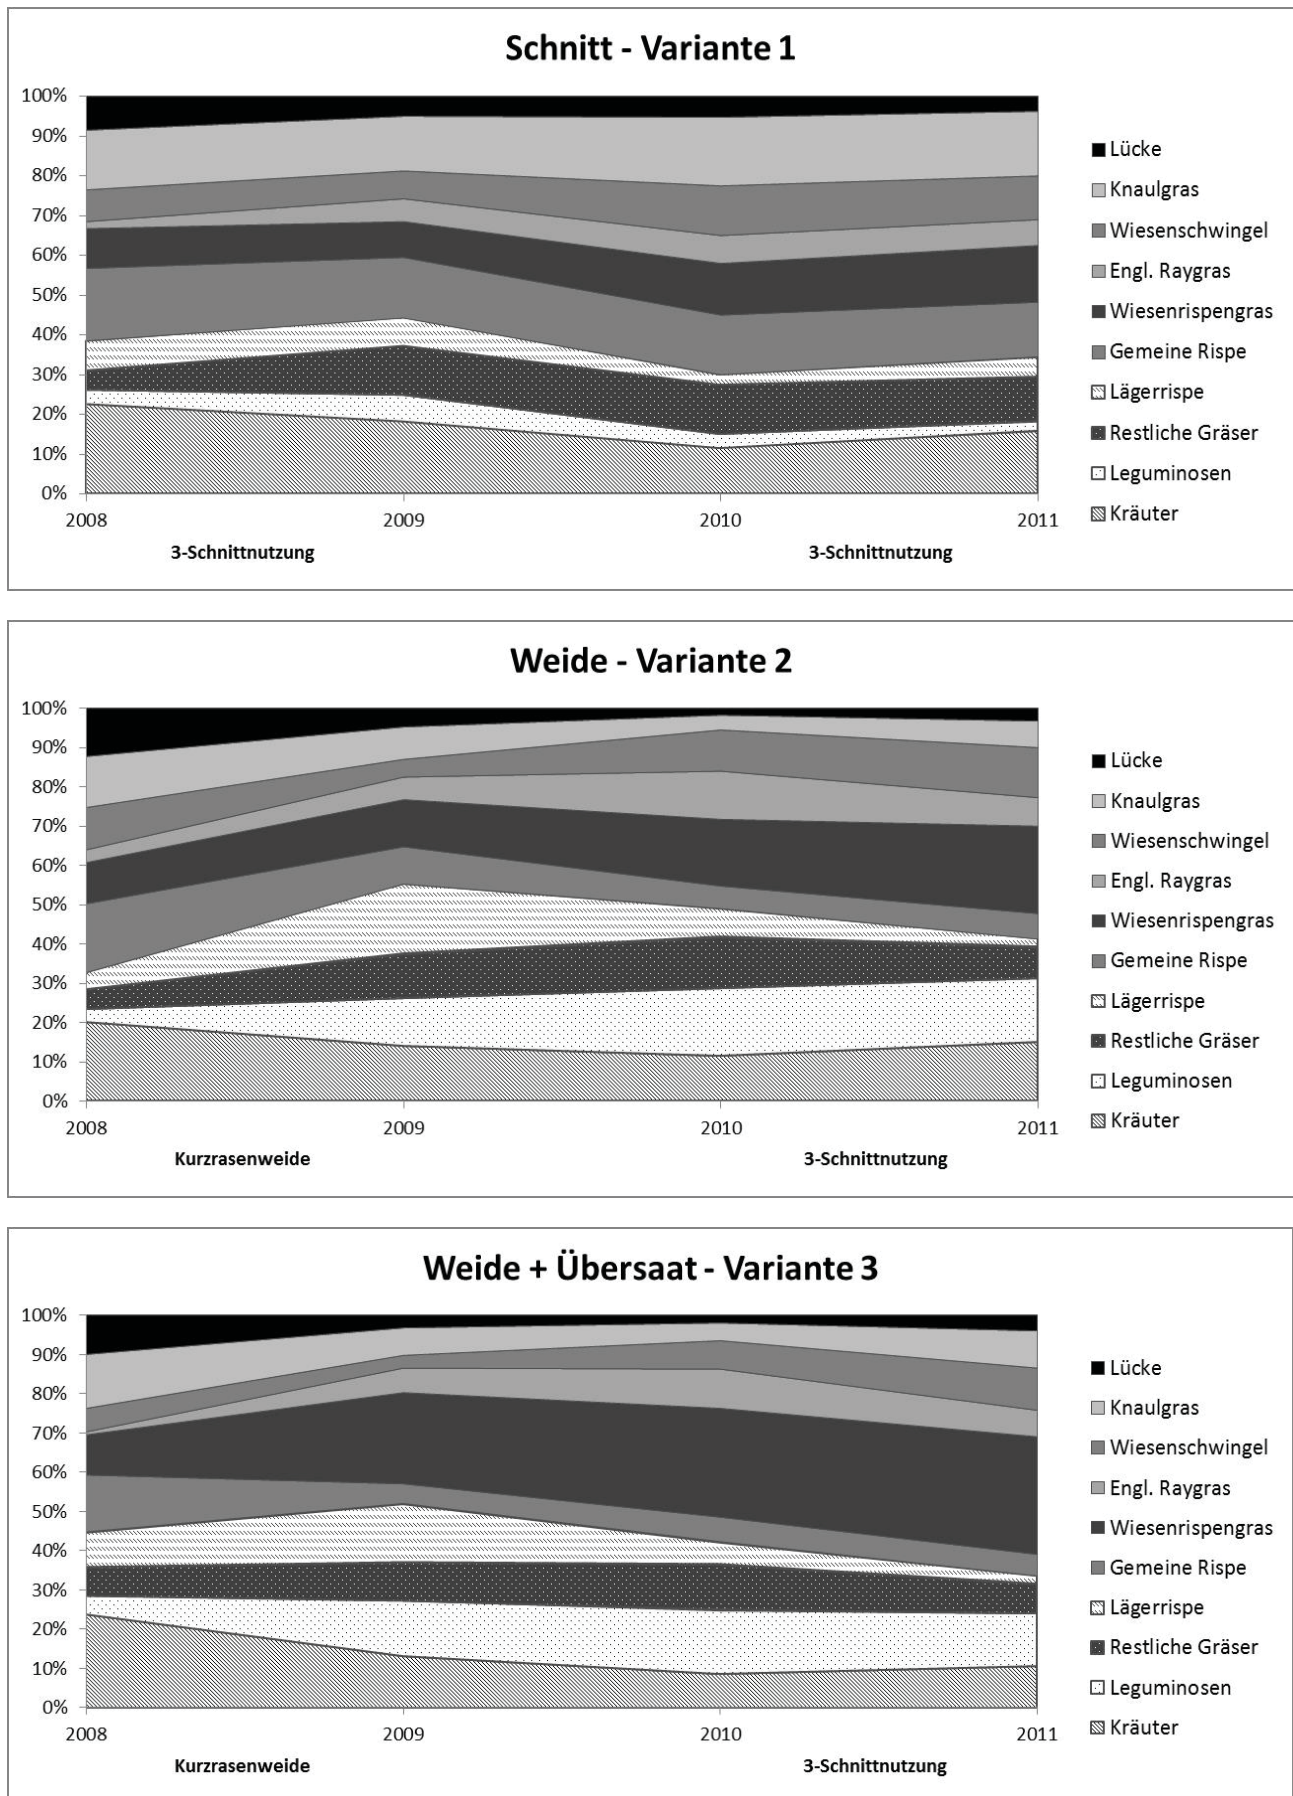 Schnitt - Variante 1
100%
90%
80%
70%
60%
50%
40%
30%
20%
10%
0%
2008 2009 2010 2011
3-Schnittnutzung 3-Schnittnutzung
Lücke
Knaulgras
Wiesenschwingel
Engl. Raygras
Wiesenrispengras
Gemeine Rispe
Lägerrispe
Restliche Gräser
Leguminosen
Kräuter
Weide - Variante 2
100%
90%
80%
70%
60%
50%
40%
30%
20%
10%
0%
2008 2009 2010 2011
Kurzrasenweide 3-Schnittnutzung
Lücke
Knaulgras
Wiesenschwingel
Engl. Raygras
Wiesenrispengras
Gemeine Rispe
Lägerrispe
Restliche Gräser
Leguminosen
Kräuter
Weide + Übersaat - Variante 3
100%
90%
80%
70%
60%
50%
40%
30%
20%
10%
0%
2008 2009 2010 2011
Kurzrasenweide 3-Schnittnutzung
Lücke
Knaulgras
Wiesenschwingel
Engl. Raygras
Wiesenrispengras
Gemeine Rispe
Lägerrispe
Restliche Gräser
Leguminosen
Kräuter